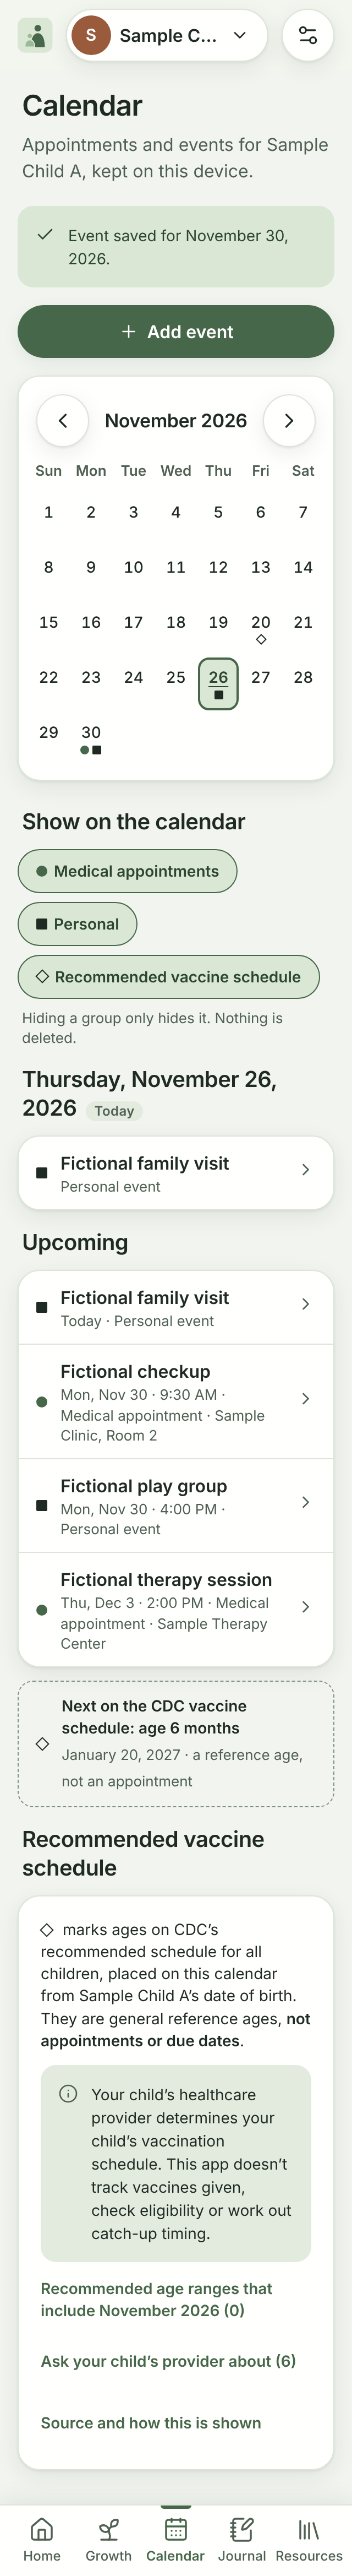 S Sample C...
Calendar
Appointments and events for Sample
Child A, kept on this device.
Event saved for November 30,
2026.
+ Add event
November 2026
Sun Mon Tue Wed Thu Fri Sat
1 2 3 4 5 6 7
8 9 10 11 12 13 14
15 16 17 18 19 20 21
22 23 24 25 26 27 28
29 30
Show on the calendar
Medical appointments
Personal
Recommended vaccine schedule
Hiding a group only hides it. Nothing is
deleted.
Thursday, November 26,
2026 Today
Fictional family visit
Personal event
Upcoming
Fictional family visit
Today · Personal event
Fictional checkup
Mon, Nov 30 · 9:30 AM ·
Medical appointment · Sample
Clinic, Room 2
Fictional play group
Mon, Nov 30 · 4:00 PM ·
Personal event
Fictional therapy session
Thu, Dec 3 · 2:00 PM · Medical
appointment · Sample Therapy
Center
Next on the CDC vaccine
schedule: age 6 months
January 20, 2027 · a reference age,
not an appointment
Recommended vaccine
schedule
marks ages on CDC’s
recommended schedule for all
children, placed on this calendar
from Sample Child A’s date of birth.
They are general reference ages, not
appointments or due dates.
Your child’s healthcare
provider determines your
child’s vaccination
schedule. This app doesn’t
track vaccines given,
check eligibility or work out
catch-up timing.
Recommended age ranges that
include November 2026 (0)
Ask your child’s provider about (6)
Source and how this is shown
Home Growth Calendar Journal Resources